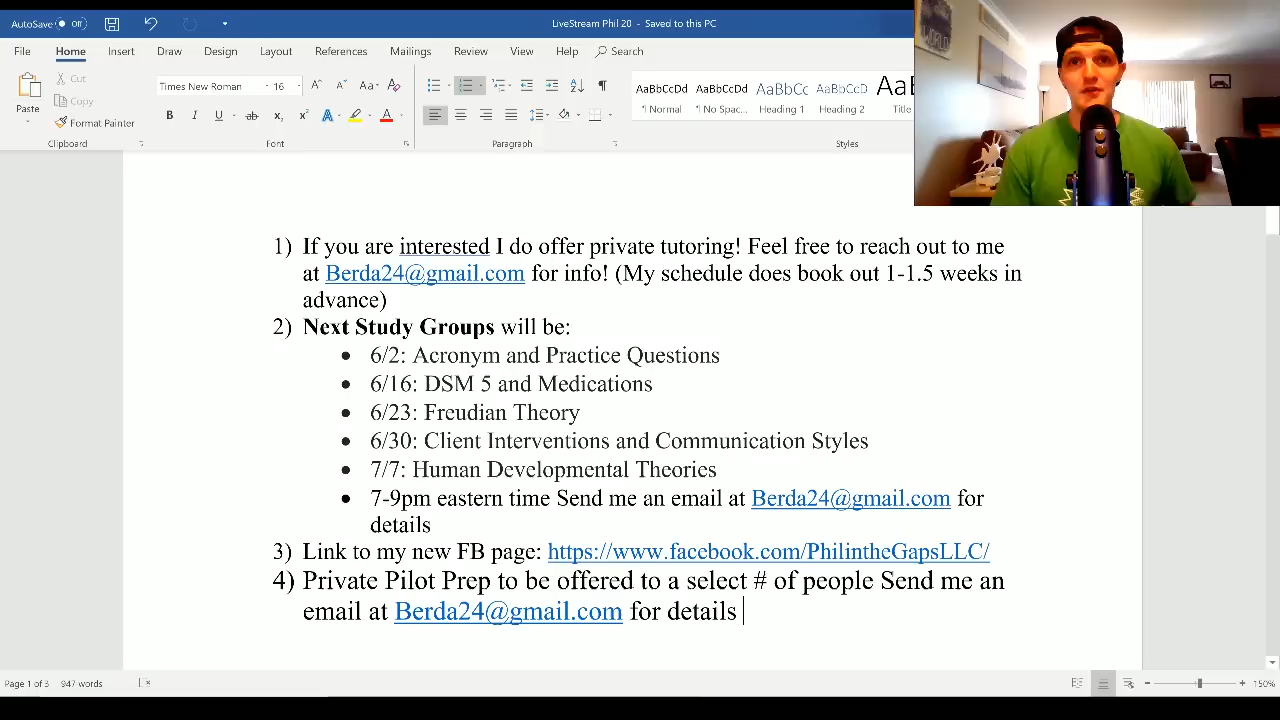 AutoSave Off
LiveStream Phil 20 - Saved to this PC
File Home Insert Draw Design Layout References Mailings Review View Help Search
Paste
Cut
Copy
Format Painter
Clipboard
Times New Roman 16
Font
Paragraph
AaBbCcDd AaBbCcDd AaBbCc AaBbCcD
Normal No Spac... Heading 1 Heading 2 Title
Styles
1) If you are interested I do offer private tutoring! Feel free to reach out to me
at Berda24@gmail.com for info! (My schedule does book out 1-1.5 weeks in
advance)
2) Next Study Groups will be:
• 6/2: Acronym and Practice Questions
• 6/16: DSM 5 and Medications
• 6/23: Freudian Theory
• 6/30: Client Interventions and Communication Styles
• 7/7: Human Developmental Theories
• 7-9pm eastern time Send me an email at Berda24@gmail.com for
details
3) Link to my new FB page: https://www.facebook.com/PhilintheGapsLLC/
4) Private Pilot Prep to be offered to a select # of people Send me an
email at Berda24@gmail.com for details
Page 1 of 3 947 words
150%